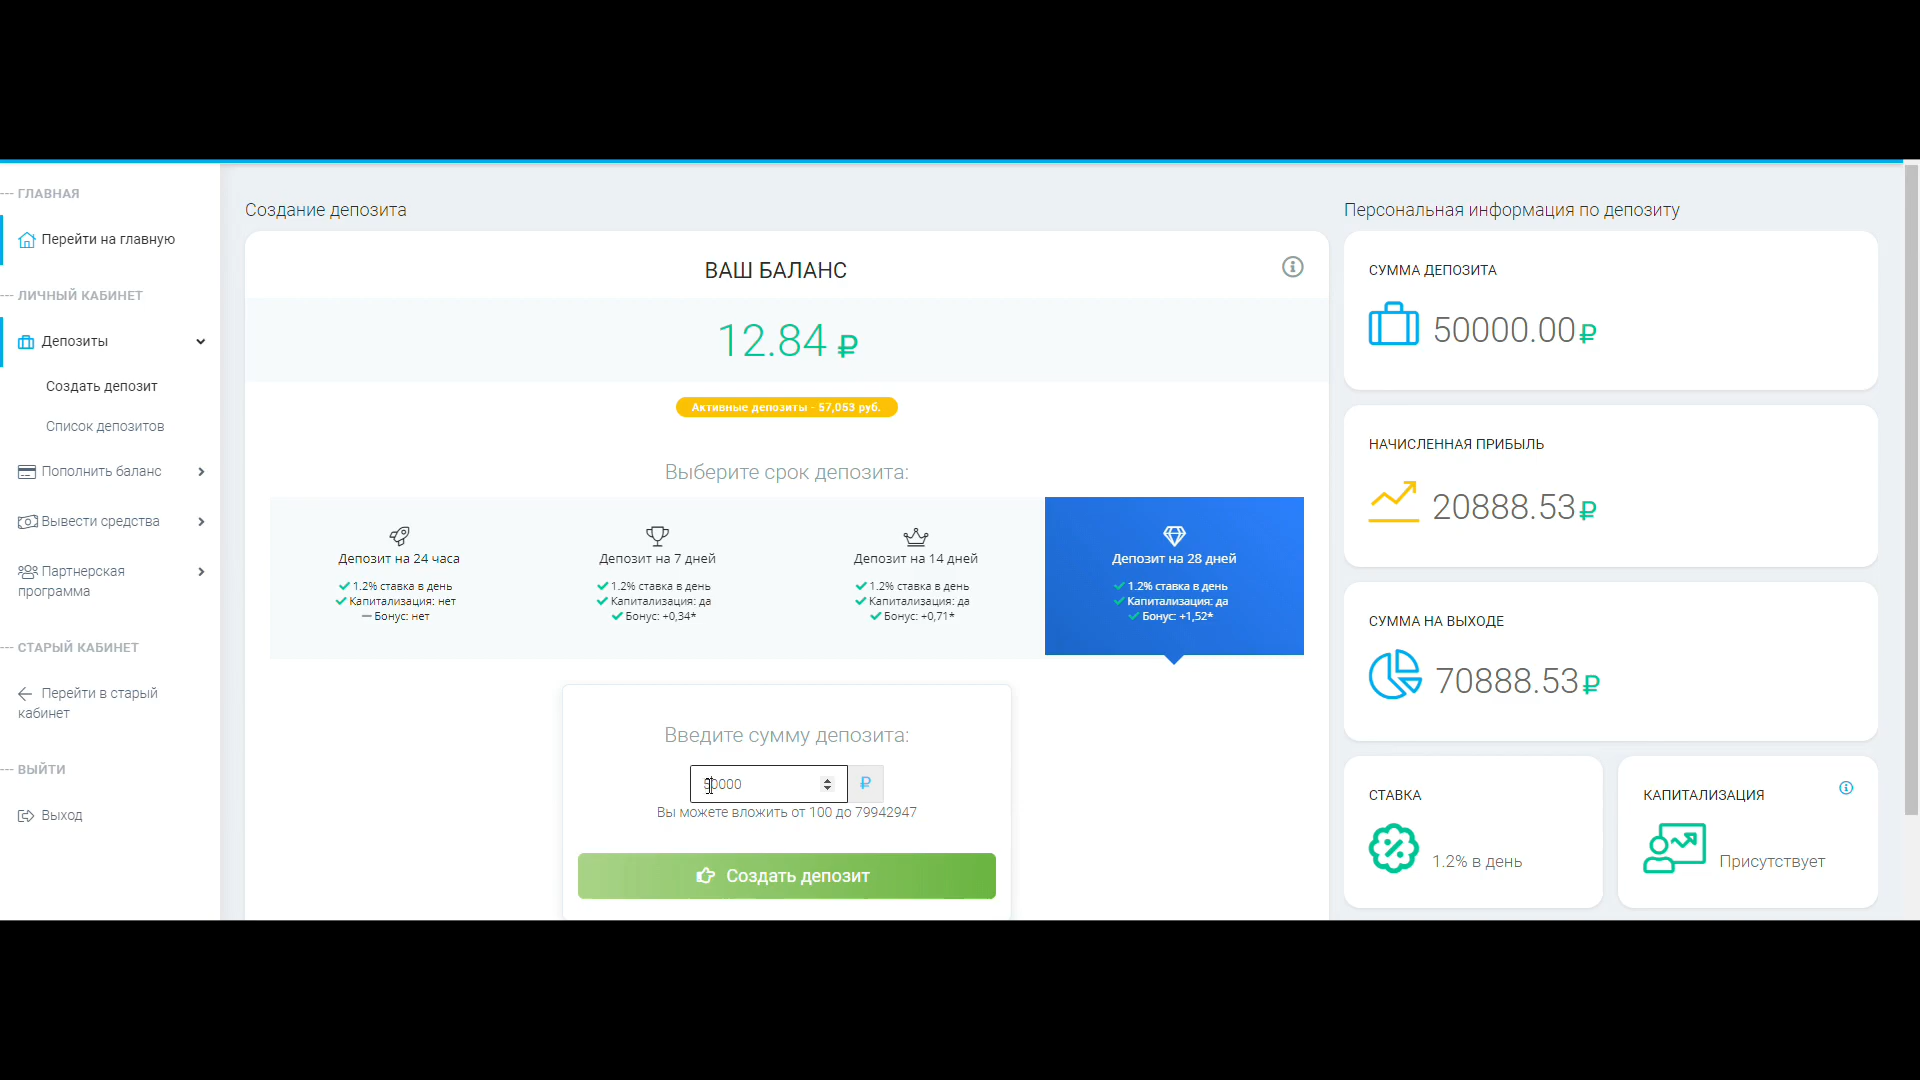 --- ГЛАВНАЯ
Перейти на главную
--- ЛИЧНЫЙ КАБИНЕТ
Депозиты
Создать депозит
Список депозитов
Пополнить баланс
Вывести средства
Партнерская
программа
--- СТАРЫЙ КАБИНЕТ
Перейти в старый
кабинет
--- ВЫЙТИ
Выход
Создание депозита
ВАШ БАЛАНС
12.84 ₽
Активные депозиты - 57,053 руб.
Выберите срок депозита:
Депозит на 24 часа
1.2% ставка в день
Капитализация: нет
Бонус: нет
Депозит на 7 дней
1.2% ставка в день
Капитализация: да
Бонус: +0,34*
Депозит на 14 дней
1.2% ставка в день
Капитализация: да
Бонус: +0,71*
Депозит на 28 дней
1.2% ставка в день
Капитализация: да
Бонус: +1,52*
Введите сумму депозита:
50000 ₽
Вы можете вложить от 100 до 79942947
Создать депозит
Персональная информация по депозиту
СУММА ДЕПОЗИТА
50000.00₽
НАЧИСЛЕННАЯ ПРИБЫЛЬ
20888.53₽
СУММА НА ВЫХОДЕ
70888.53₽
СТАВКА
1.2% в день
КАПИТАЛИЗАЦИЯ
Присутствует